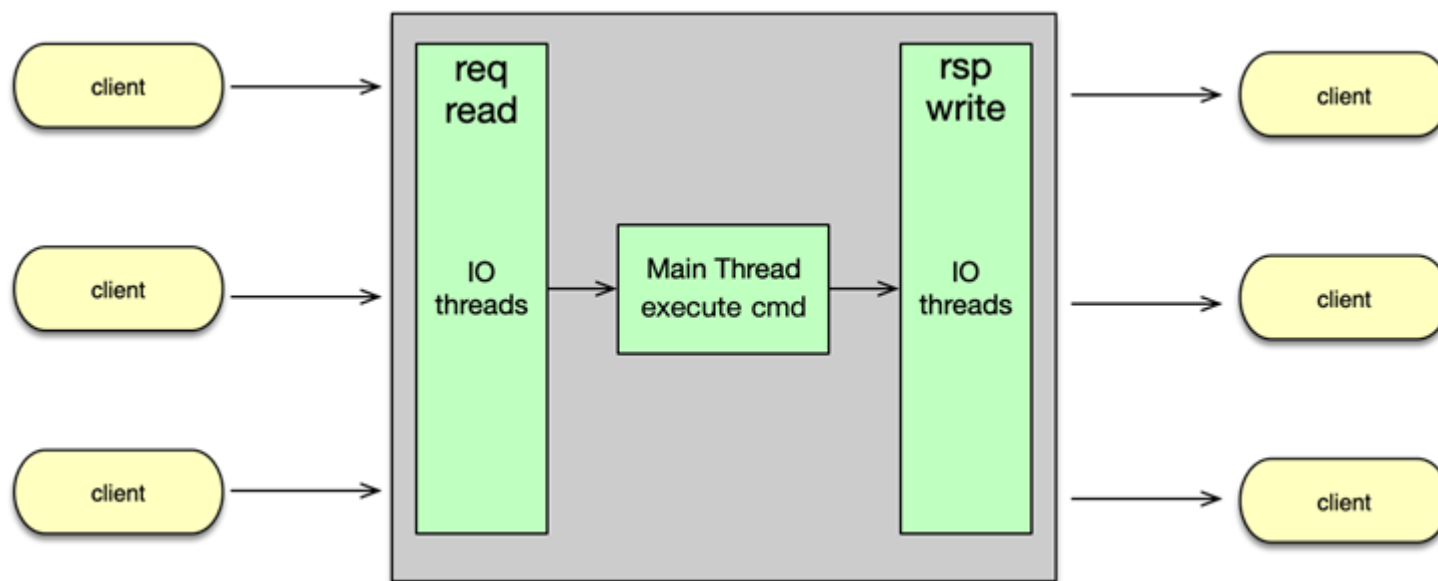 client
client
client
req
read
IO
threads
Main Thread
execute cmd
rsp
write
IO
threads
client
client
client